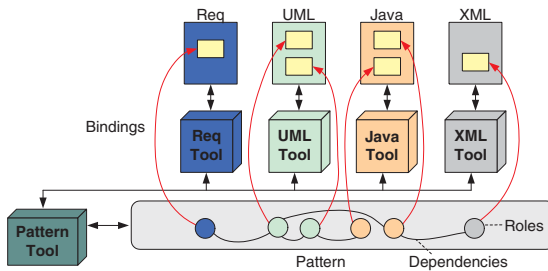 Req
UML
Java
XML
Bindings
Req
Tool
UML
Tool
Java
Tool
XML
Tool
Pattern
Tool
Roles
Pattern
Dependencies